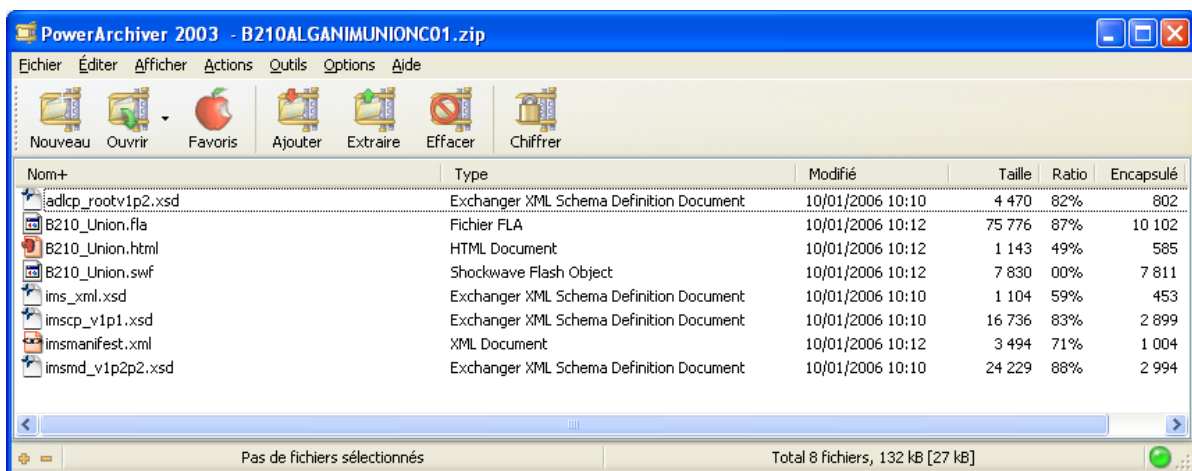 PowerArchiver 2003 - B210ALGANIMUNIONC01.zip
Fichier Éditer Afficher Actions Outils Options Aide
Nouveau Ouvrir Favoris Ajouter Extraire Effacer Chiffrer
Nom+ Type Modifié Taille Ratio Encapsulé
adlcp_rootv1p2.xsd Exchanger XML Schema Definition Document 10/01/2006 10:10 4 470 82% 802
B210_Union.fla Fichier FLA 10/01/2006 10:12 75 776 87% 10 102
B210_Union.html HTML Document 10/01/2006 10:12 1 143 49% 585
B210_Union.swf Shockwave Flash Object 10/01/2006 10:12 7 830 00% 7 811
ims_xml.xsd Exchanger XML Schema Definition Document 10/01/2006 10:10 1 104 59% 453
imscp_v1p1.xsd Exchanger XML Schema Definition Document 10/01/2006 10:10 16 736 83% 2 899
imsmanifest.xml XML Document 10/01/2006 10:12 3 494 71% 1 004
imsmd_v1p2p2.xsd Exchanger XML Schema Definition Document 10/01/2006 10:10 24 229 88% 2 994
Pas de fichiers sélectionnés Total 8 fichiers, 132 kB [27 kB]